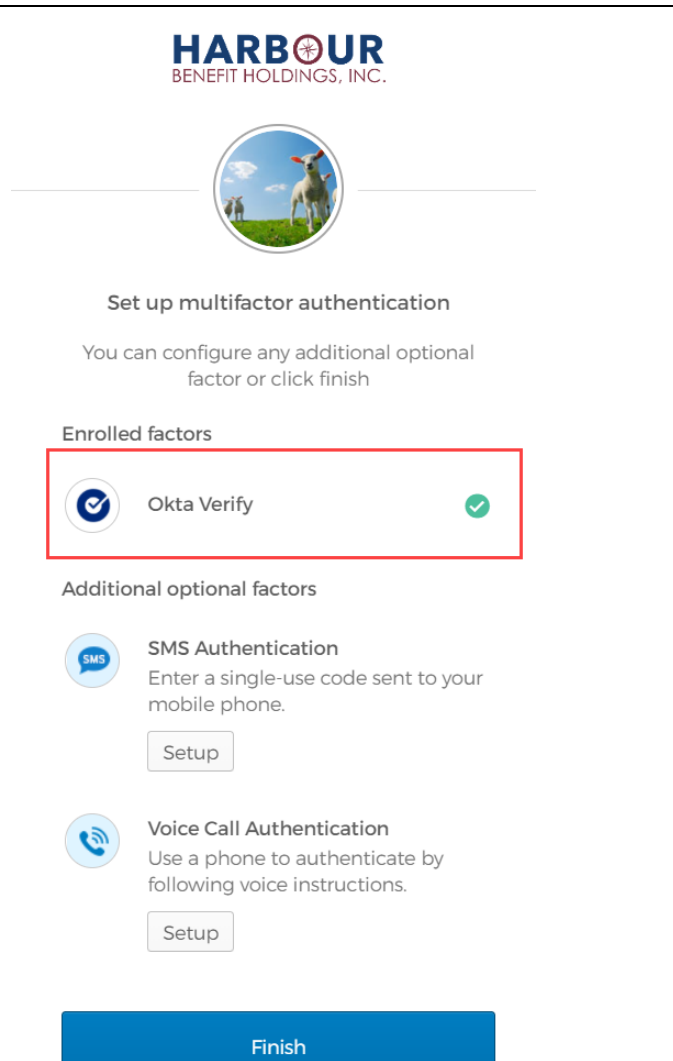 HARBOUR
BENEFIT HOLDINGS, INC.
Set up multifactor authentication
You can configure any additional optional
factor or click finish
Enrolled factors
Okta Verify
Additional optional factors
SMS
SMS Authentication
Enter a single-use code sent to your
mobile phone.
Setup
Voice Call Authentication
Use a phone to authenticate by
following voice instructions.
Setup
Finish